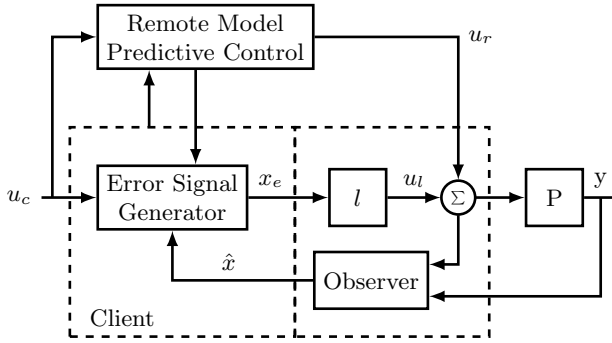 Remote Model
Predictive Control
u_r
u_c
Error Signal
Generator
x_e
l
u_l
Σ
P
y
x̂
Observer
Client